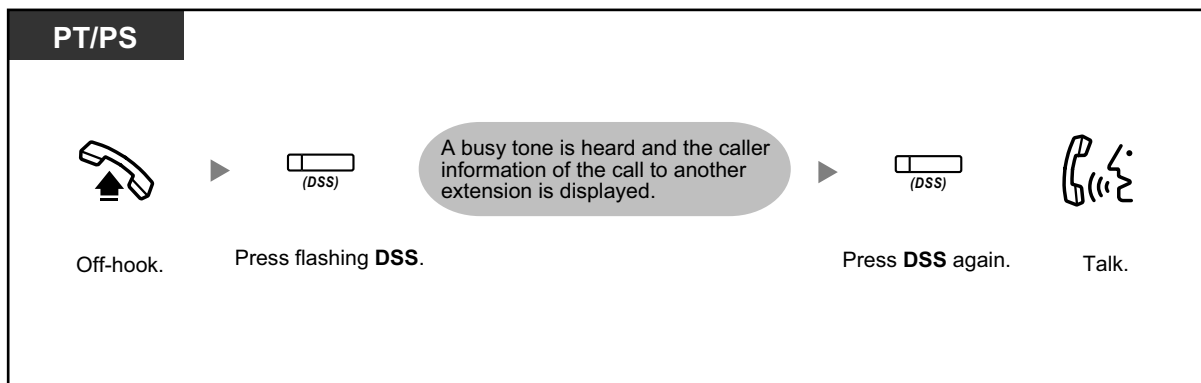 PT/PS
A busy tone is heard and the caller
information of the call to another
extension is displayed.
(DSS)
(DSS)
Off-hook.
Press flashing DSS.
Press DSS again.
Talk.